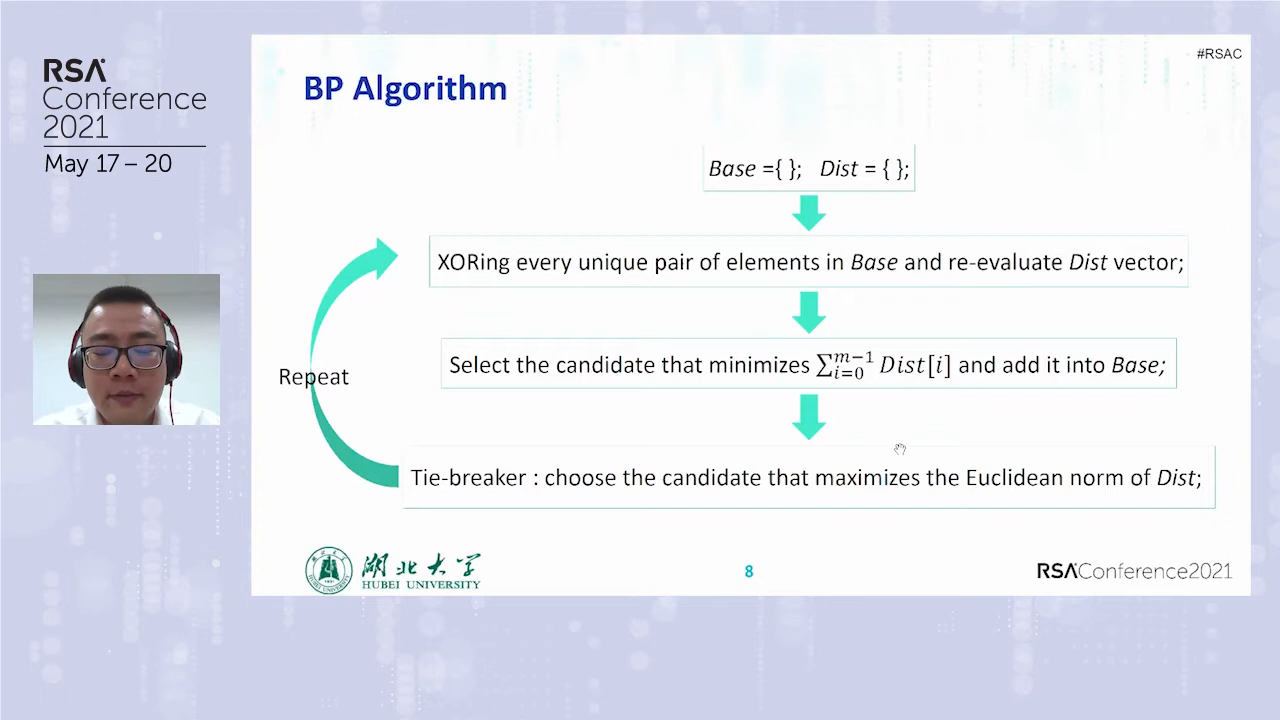 RSA
Conference
2021
May 17 – 20
#RSAC
BP Algorithm
Base ={ }; Dist = { };
XORing every unique pair of elements in Base and re-evaluate Dist vector;
Select the candidate that minimizes ∑_{i=0}^{m−1} Dist[i] and add it into Base;
Repeat
Tie-breaker : choose the candidate that maximizes the Euclidean norm of Dist;
湖北大学
HUBEI UNIVERSITY
8
RSAConference2021